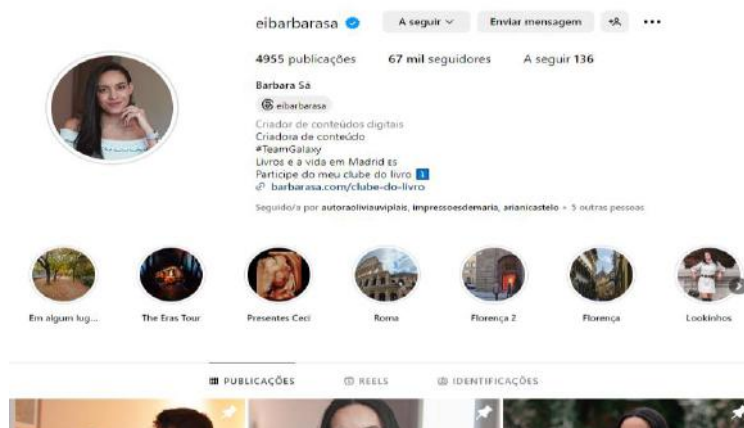 eibarbarasa
A seguir
Enviar mensagem
4955 publicações
67 mil seguidores
A seguir 136
Barbara Sá
eibarbarasa
Criador de conteúdos digitais
Criadora de conteúdo
#TeamGalaxy
Livros e a vida em Madrid ES
Participe do meu clube do livro
barbarasa.com/clube-do-livro
Seguido/a por autoraoliviauviplais, impressoesdemaria, arianicastelo + 5 outras pessoas
Em algum lug...
The Eras Tour
Presentes Ceci
Roma
Florença 2
Florença
Lookinhos
PUBLICAÇÕES
REELS
IDENTIFICAÇÕES